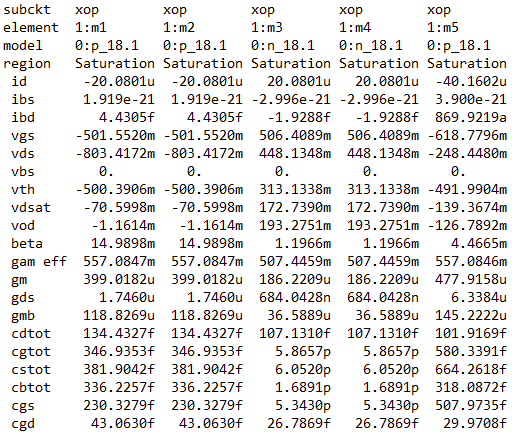 subckt xop xop xop xop xop
element 1:m1 1:m2 1:m3 1:m4 1:m5
model 0:p_18.1 0:p_18.1 0:n_18.1 0:n_18.1 0:p_18.1
region Saturation Saturation Saturation Saturation Saturation
id -20.0801u -20.0801u 20.0801u 20.0801u -40.1602u
ibs 1.919e-21 1.919e-21 -2.996e-21 -2.996e-21 3.900e-21
ibd 4.4305f 4.4305f -1.9288f -1.9288f 869.9219a
vgs -501.5520m -501.5520m 506.4089m 506.4089m -618.7796m
vds -803.4172m -803.4172m 448.1348m 448.1348m -248.4480m
vbs 0. 0. 0. 0. 0.
vth -500.3906m -500.3906m 313.1338m 313.1338m -491.9904m
vdsat -70.5998m -70.5998m 172.7390m 172.7390m -139.3674m
vod -1.1614m -1.1614m 193.2751m 193.2751m -126.7892m
beta 14.9898m 14.9898m 1.1966m 1.1966m 4.4665m
gam eff 557.0847m 557.0847m 507.4459m 507.4459m 557.0846m
gm 399.0182u 399.0182u 186.2209u 186.2209u 477.9158u
gds 1.7460u 1.7460u 684.0428n 684.0428n 6.3384u
gmb 118.8269u 118.8269u 36.5889u 36.5889u 145.2222u
cdtot 134.4327f 134.4327f 107.1310f 107.1310f 101.9169f
cgtot 346.9353f 346.9353f 5.8657p 5.8657p 580.3391f
cstot 381.9042f 381.9042f 6.0520p 6.0520p 664.2618f
cbtot 336.2257f 336.2257f 1.6891p 1.6891p 318.0872f
cgs 230.3279f 230.3279f 5.3430p 5.3430p 507.9735f
cgd 43.0630f 43.0630f 26.7869f 26.7869f 29.9708f